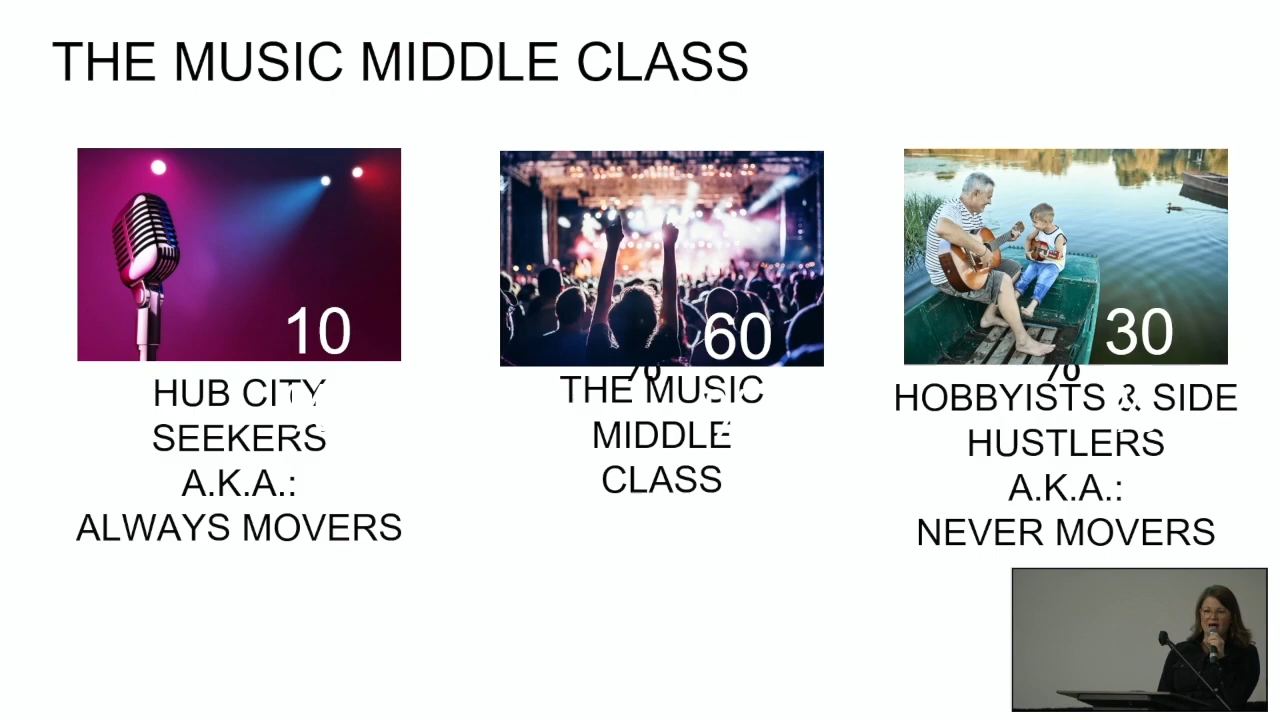 THE MUSIC MIDDLE CLASS
10
HUB CITY
SEEKERS
A.K.A.:
ALWAYS MOVERS
60
%
THE MUSIC
MIDDLE
CLASS
30
%
HOBBYISTS & SIDE
HUSTLERS
A.K.A.:
NEVER MOVERS